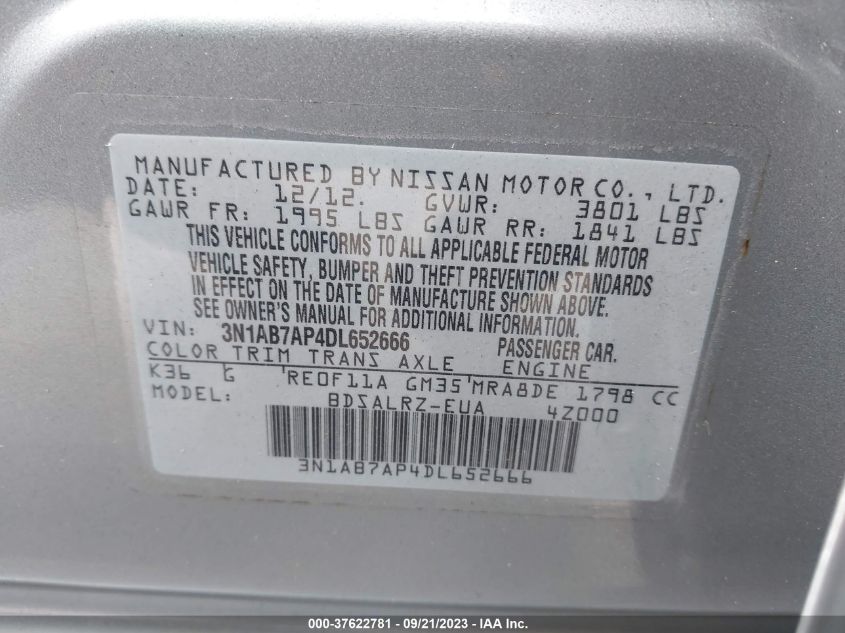 MANUFACTURED BY NISSAN MOTOR CO., LTD.
DATE: 12/12. GVWR: 3801 LBS
GAWR FR: 1995 LBS GAWR RR: 1841 LBS
THIS VEHICLE CONFORMS TO ALL APPLICABLE FEDERAL MOTOR
VEHICLE SAFETY, BUMPER AND THEFT PREVENTION STANDARDS
IN EFFECT ON THE DATE OF MANUFACTURE SHOWN ABOVE.
SEE OWNER'S MANUAL FOR ADDITIONAL INFORMATION.
VIN: 3N1AB7AP4DL652666 PASSENGER CAR.
COLOR TRIM TRANS AXLE ENGINE
K36 G 'RE0F11A GM35'MRA8DE 1798 CC
MODEL: BDSALRZ-EUA 4Z000
3N1AB7AP4DL652666
000-37622781 - 09/21/2023 - IAA Inc.